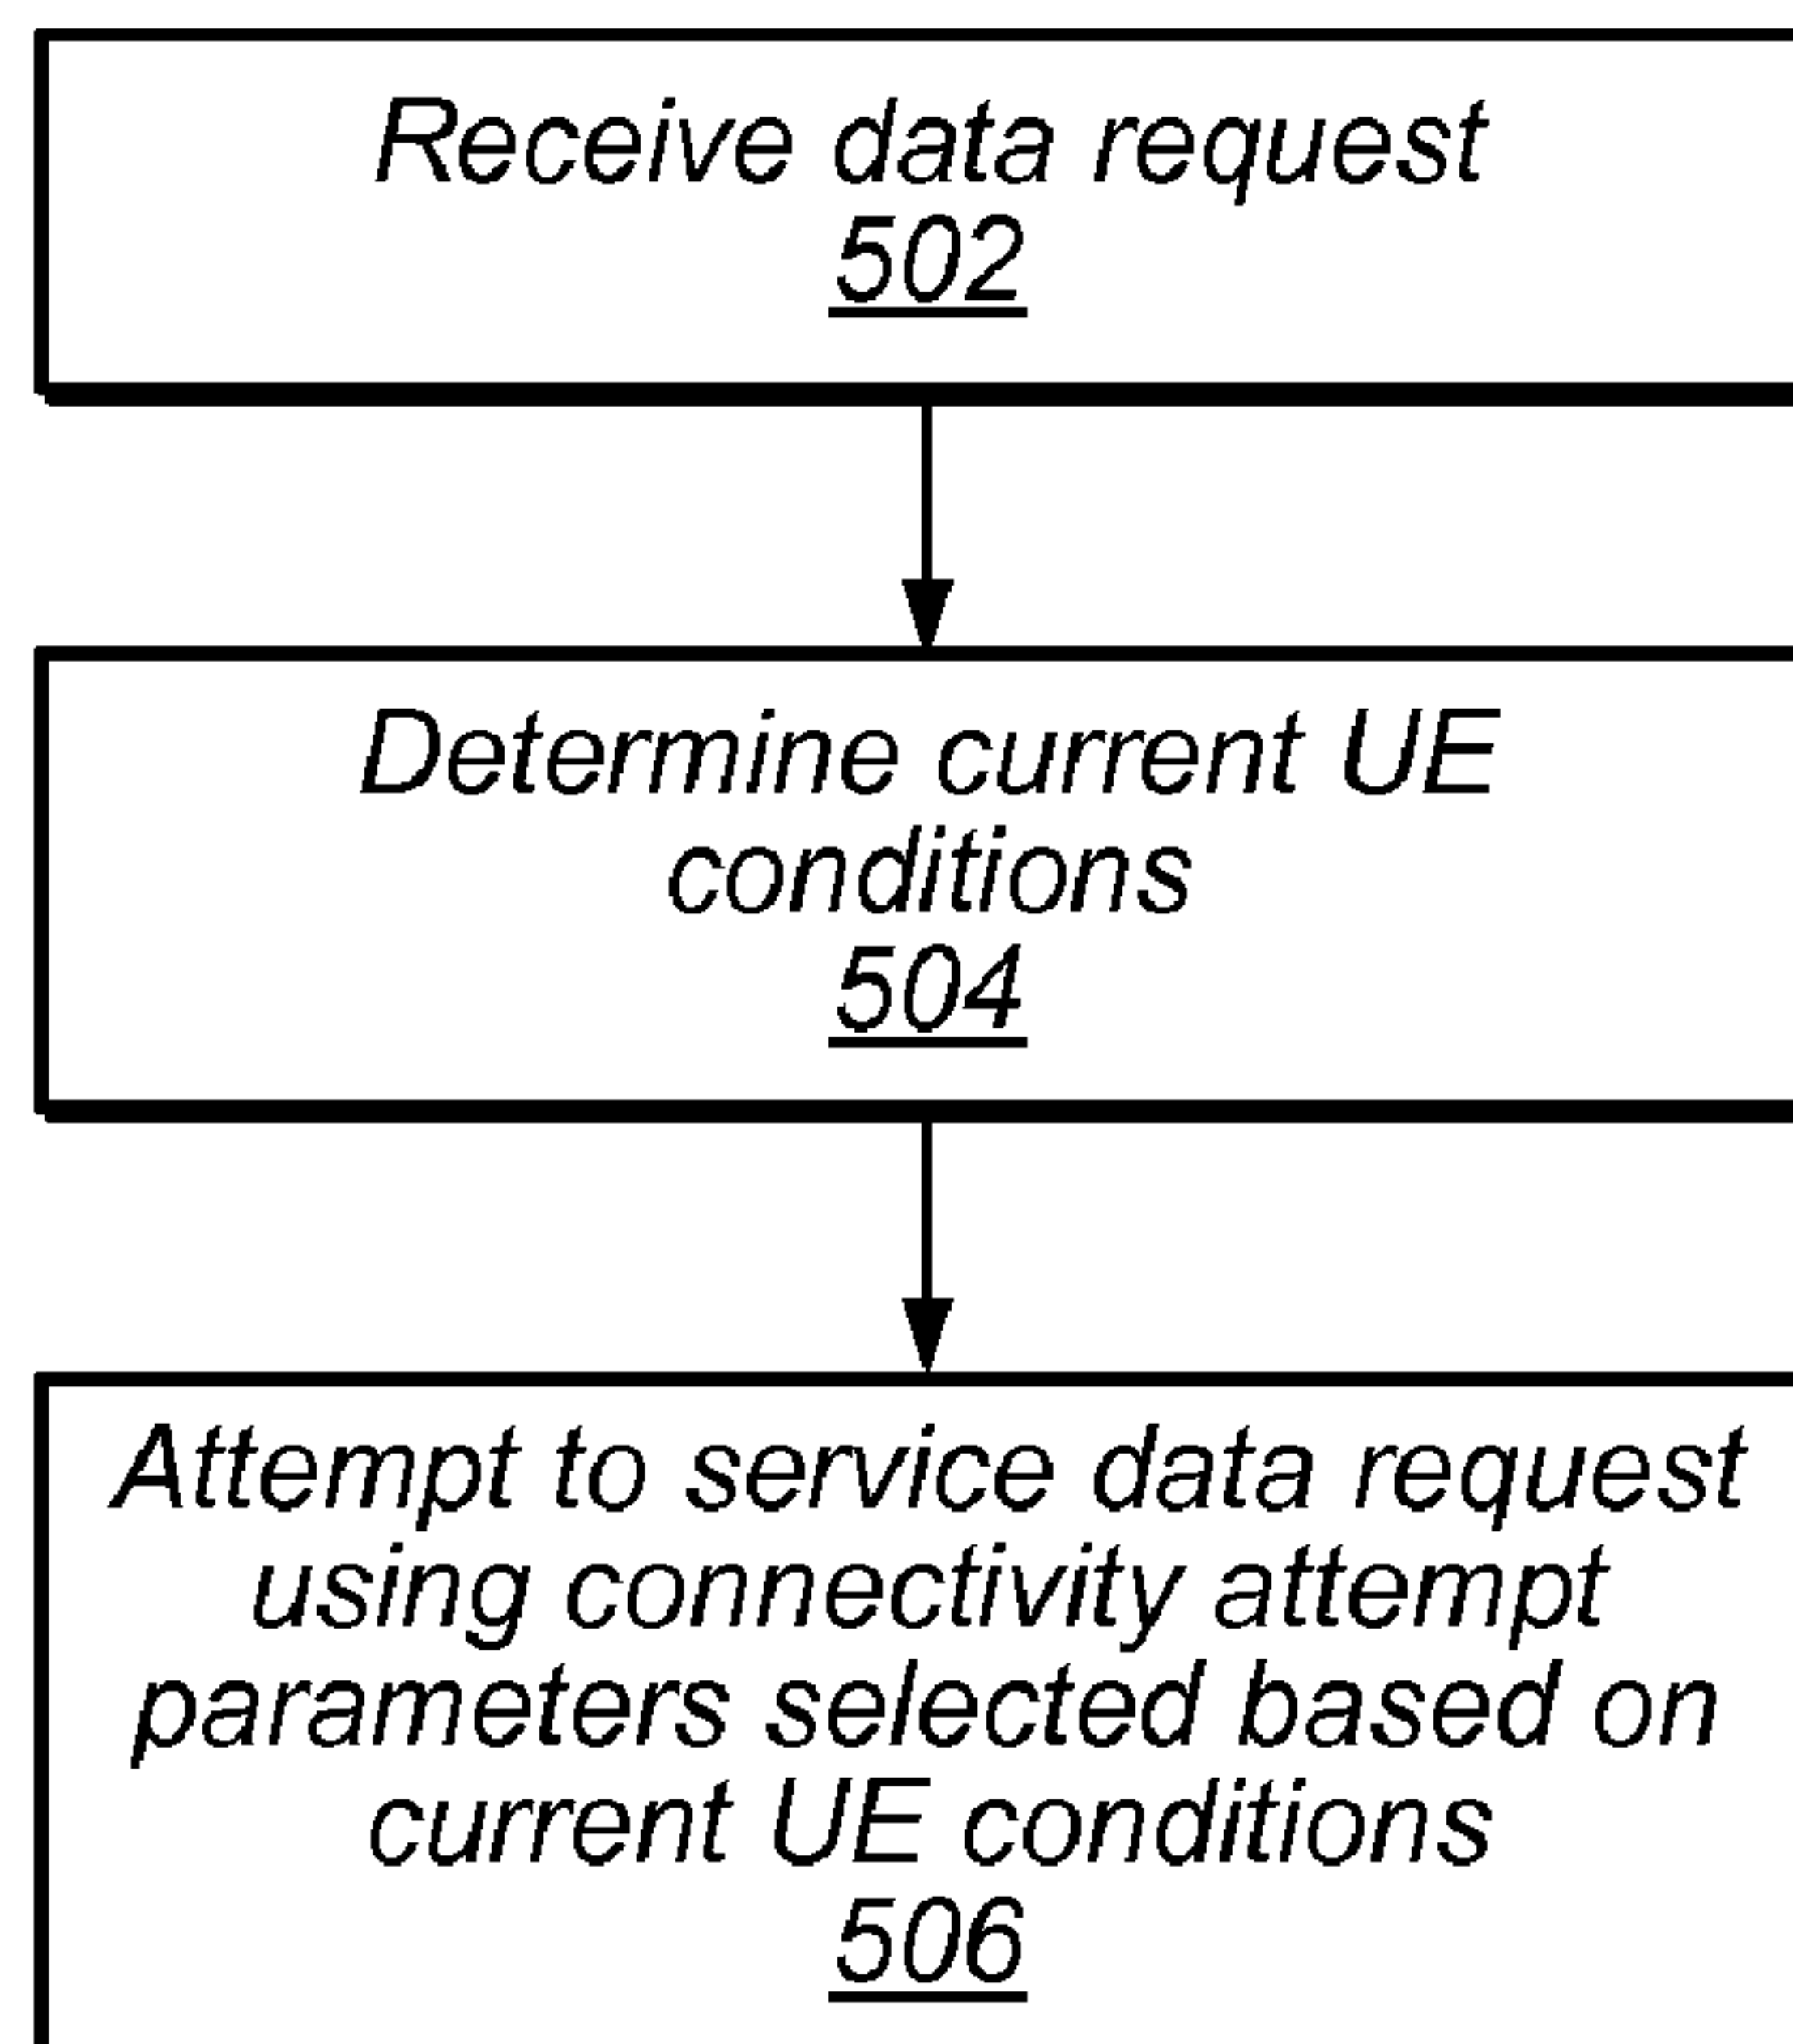 Receive data request
502
Determine current UE
conditions
504
Attempt to service data request
using connectivity attempt
parameters selected based on
current UE conditions
506